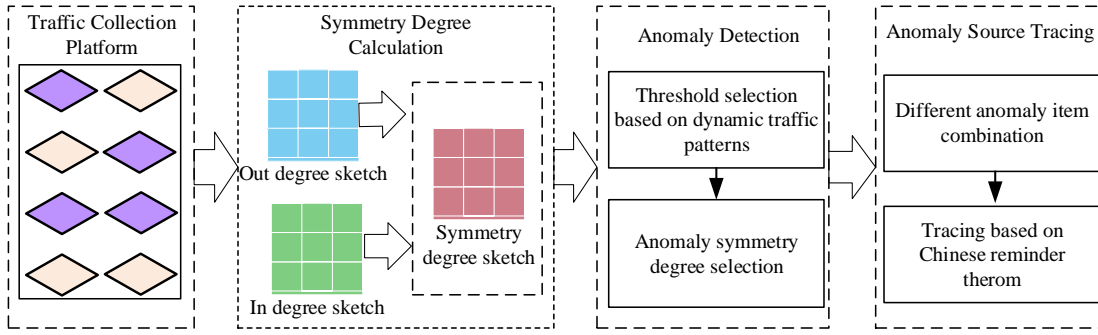 Traffic Collection
Platform
Symmetry Degree
Calculation
Out degree sketch
In degree sketch
Symmetry
degree sketch
Anomaly Detection
Threshold selection
based on dynamic traffic
patterns
Anomaly symmetry
degree selection
Anomaly Source Tracing
Different anomaly item
combination
Tracing based on
Chinese reminder
therom